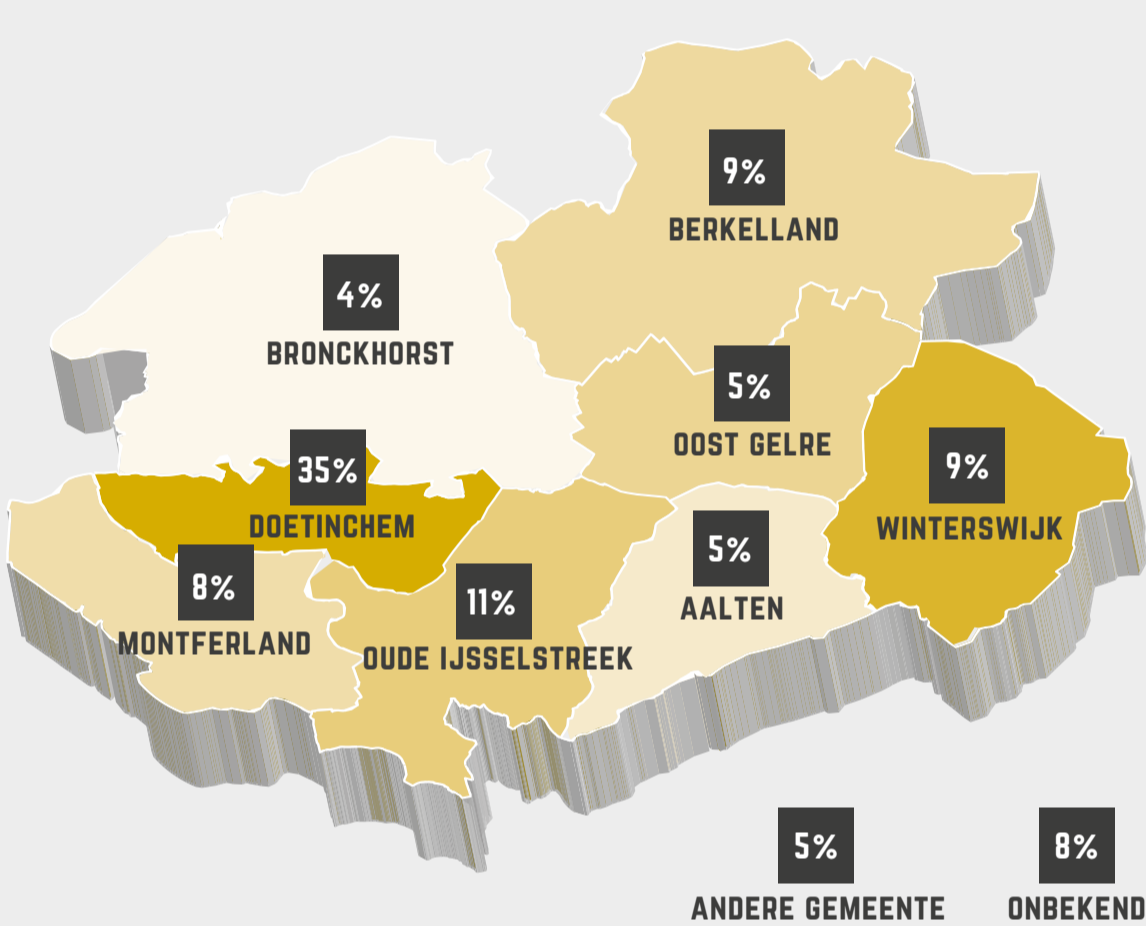 9%
BERKELLAND
4%
BRONCKHORST
5%
OOST GELRE
9%
WINTERSWIJK
35%
DOETINCHEM
5%
AALTEN
8%
MONTFERLAND
11%
OUDE IJSSELSTREEK
5%
ANDERE GEMEENTE
8%
ONBEKEND